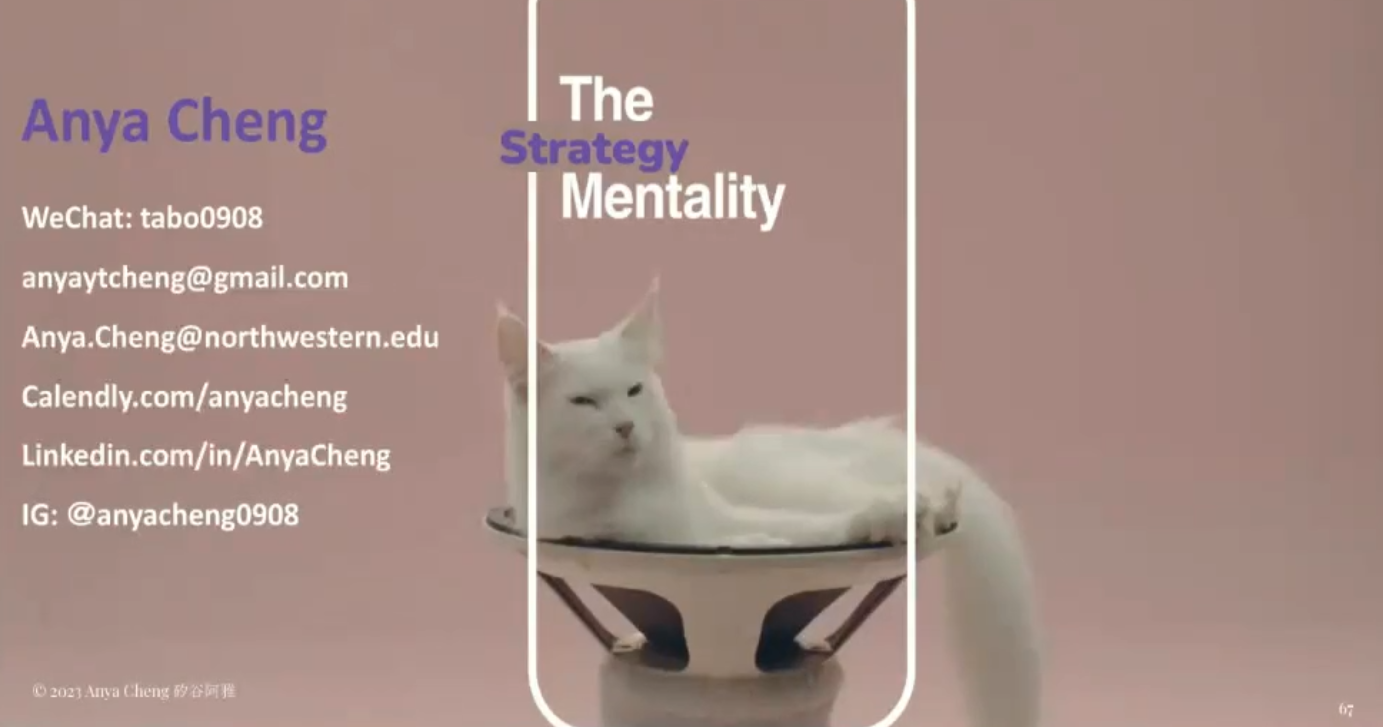 Anya Cheng
WeChat: tabo0908
anyaytcheng@gmail.com
Anya.Cheng@northwestern.edu
Calendly.com/anyacheng
Linkedin.com/in/AnyaCheng
IG: @anyacheng0908
The
Strategy
Mentality
© 2023 Anya Cheng 矽谷阿雅
67